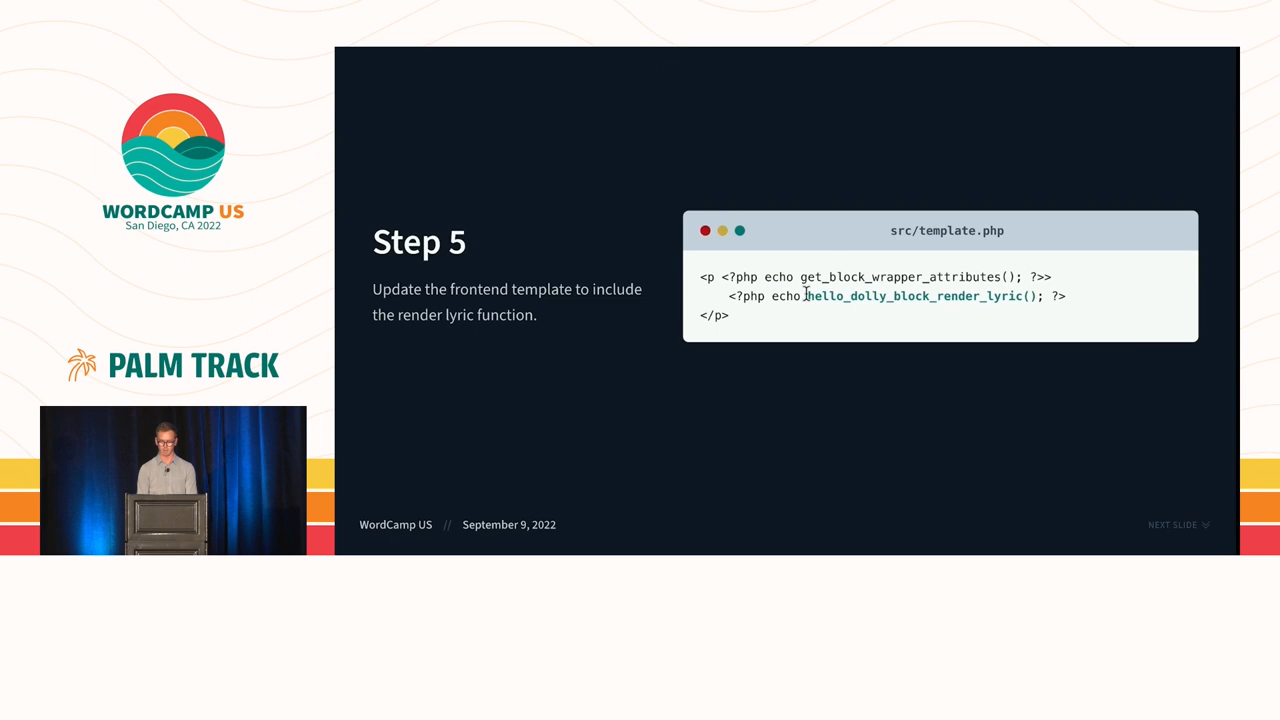 WORDCAMP US
San Diego, CA 2022
PALM TRACK
Step 5
Update the frontend template to include
the render lyric function.
src/template.php
<p <?php echo get_block_wrapper_attributes(); ?>>
<?php echo hello_dolly_block_render_lyric(); ?>
</p>
WordCamp US // September 9, 2022
NEXT SLIDE